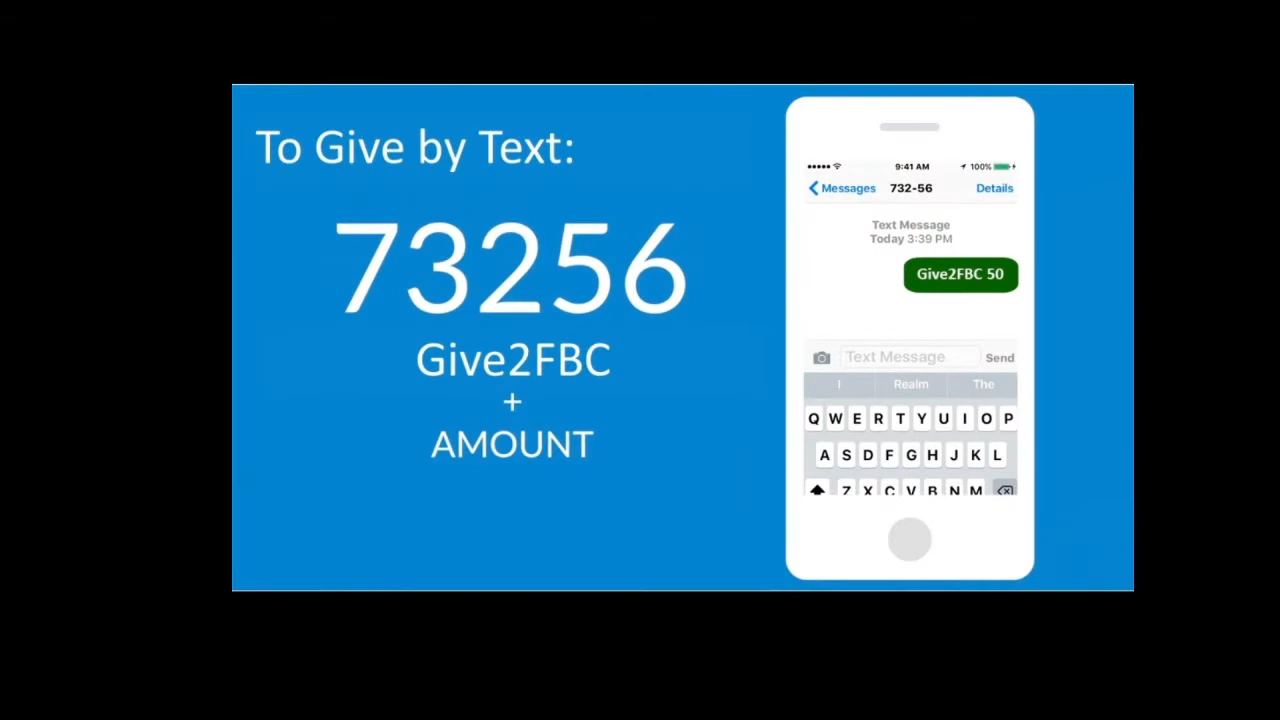 To Give by Text:
73256
Give2FBC
+
AMOUNT
9:41 AM
100%
Messages
732-56
Details
Text Message
Today 3:39 PM
Give2FBC 50
Text Message
Send
I
Realm
The
Q W E R T Y U I O P
A S D F G H J K L
Z X C V B N M